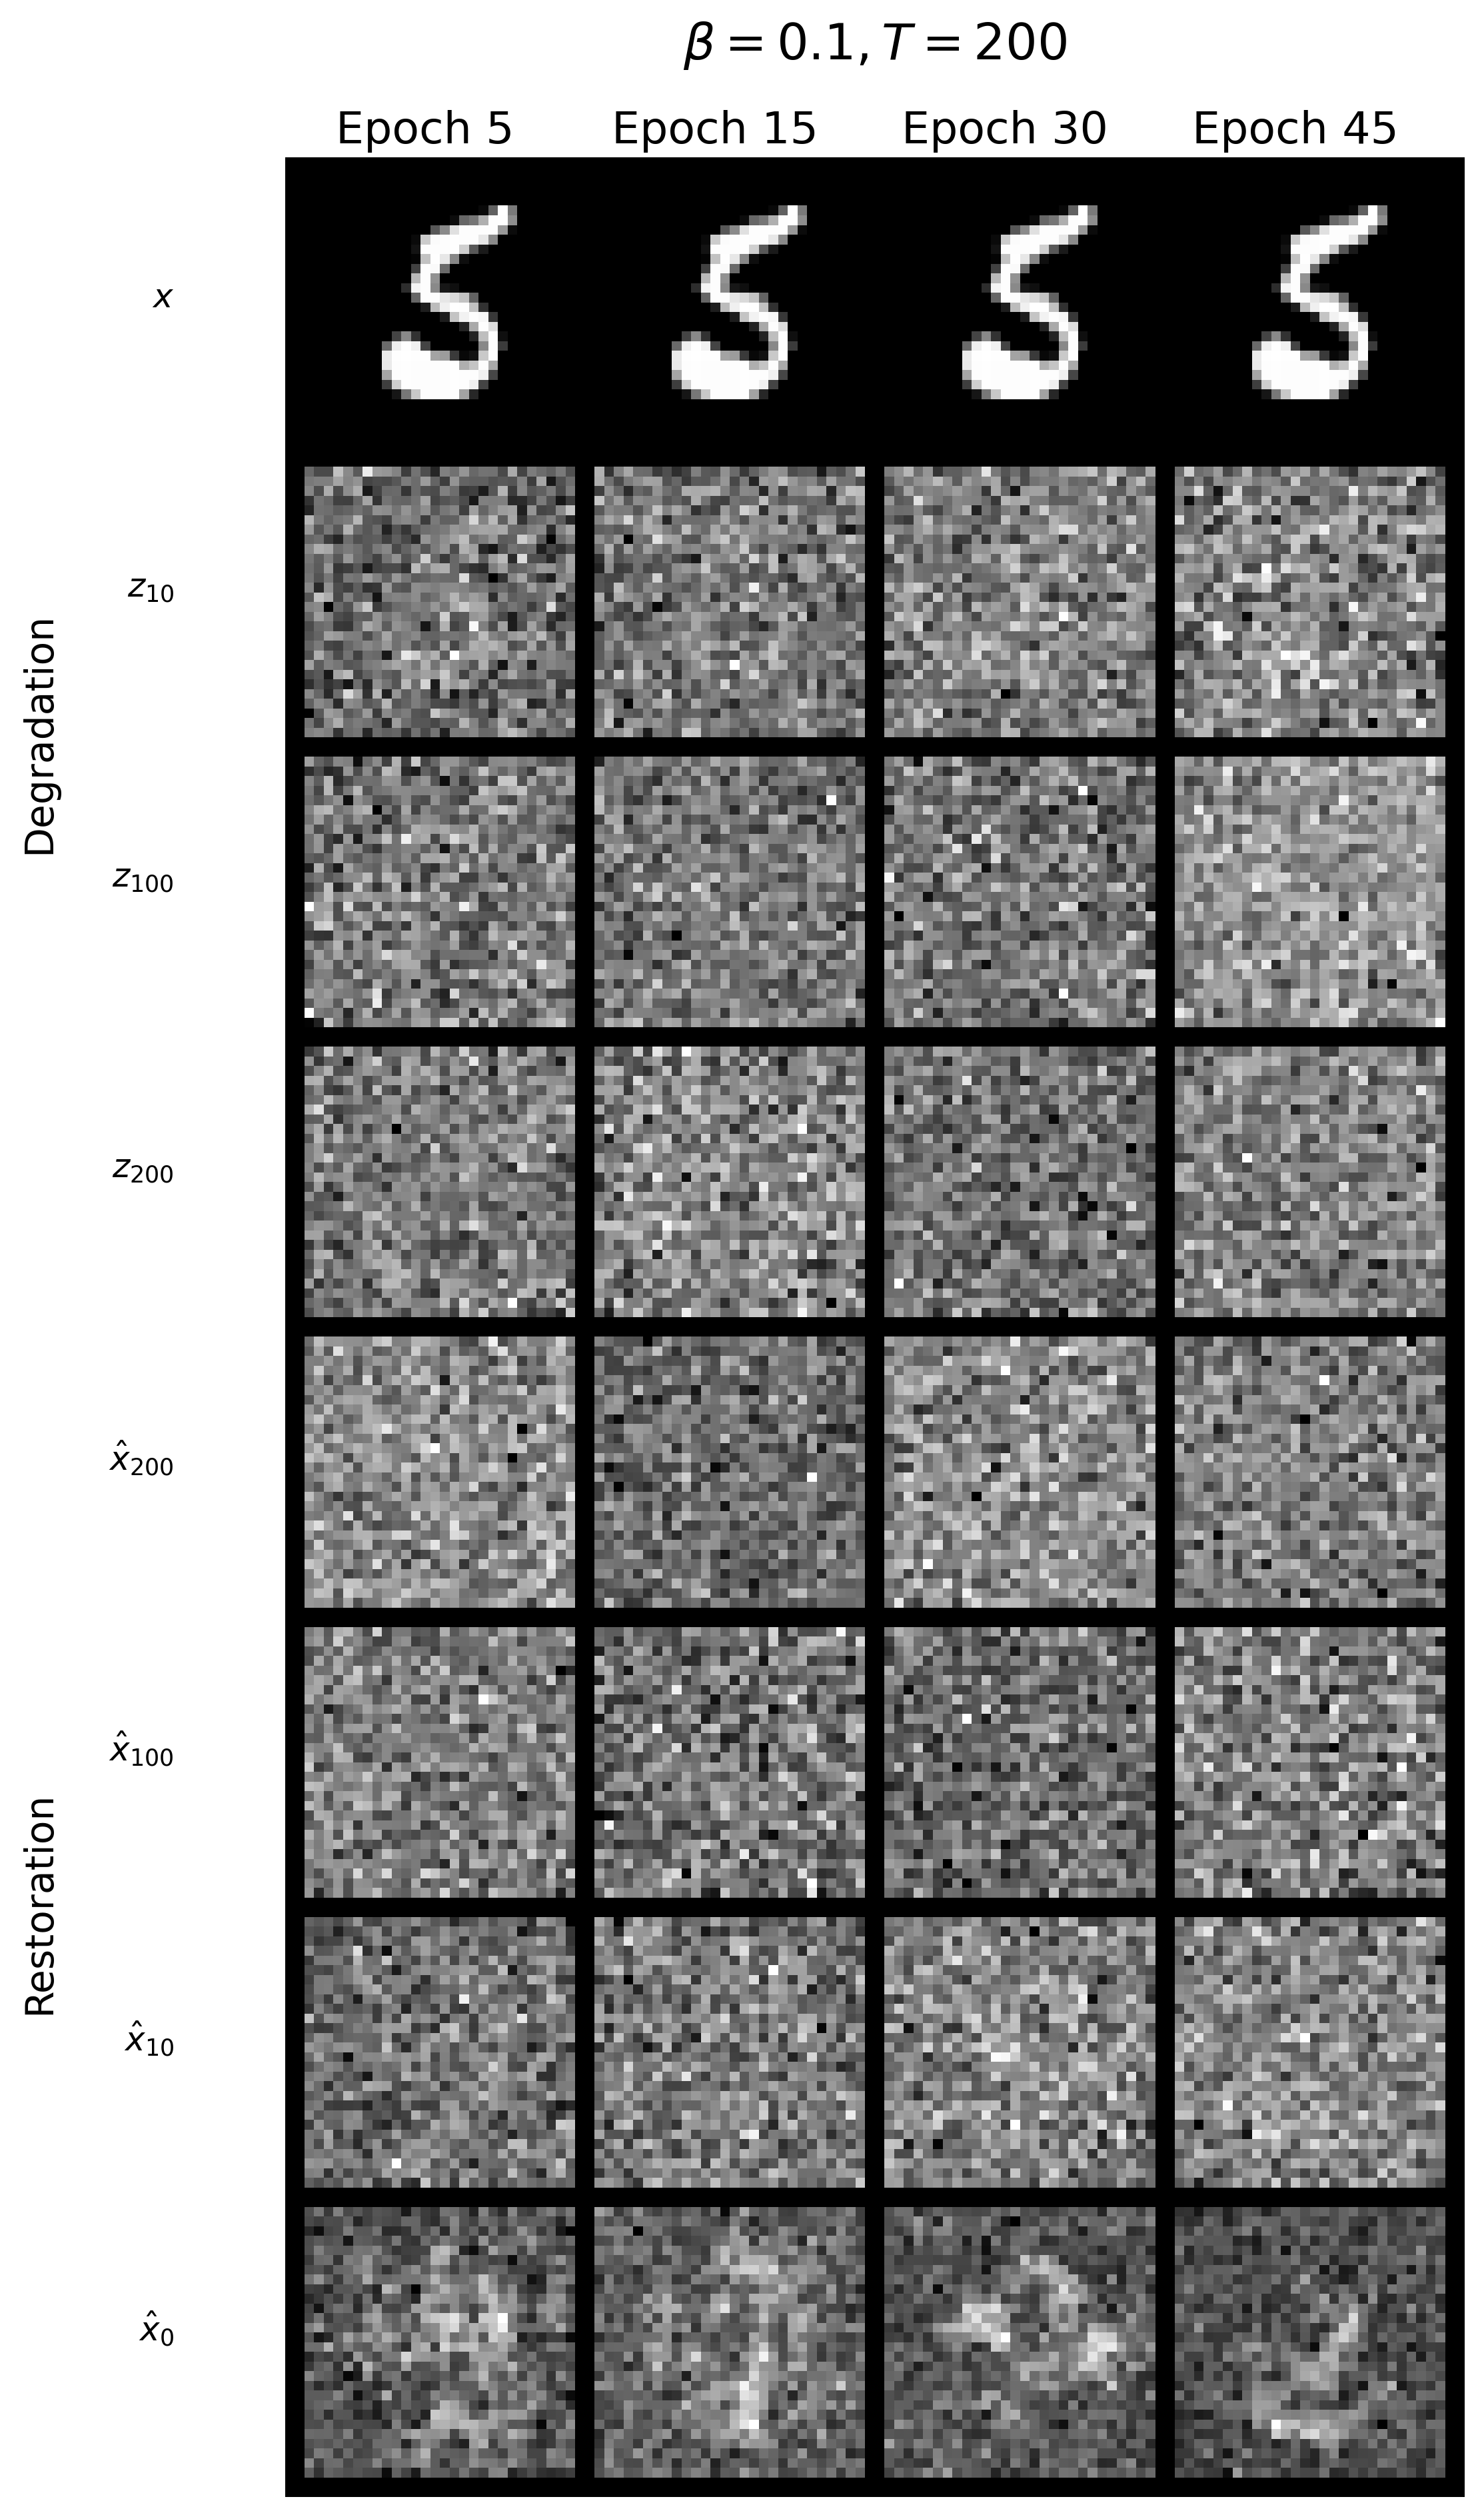 β = 0.1, T = 200
Epoch 5 Epoch 15 Epoch 30 Epoch 45
x
Degradation
z₁₀
z₁₀₀
z₂₀₀
x̂₂₀₀
Restoration
x̂₁₀₀
x̂₁₀
x̂₀